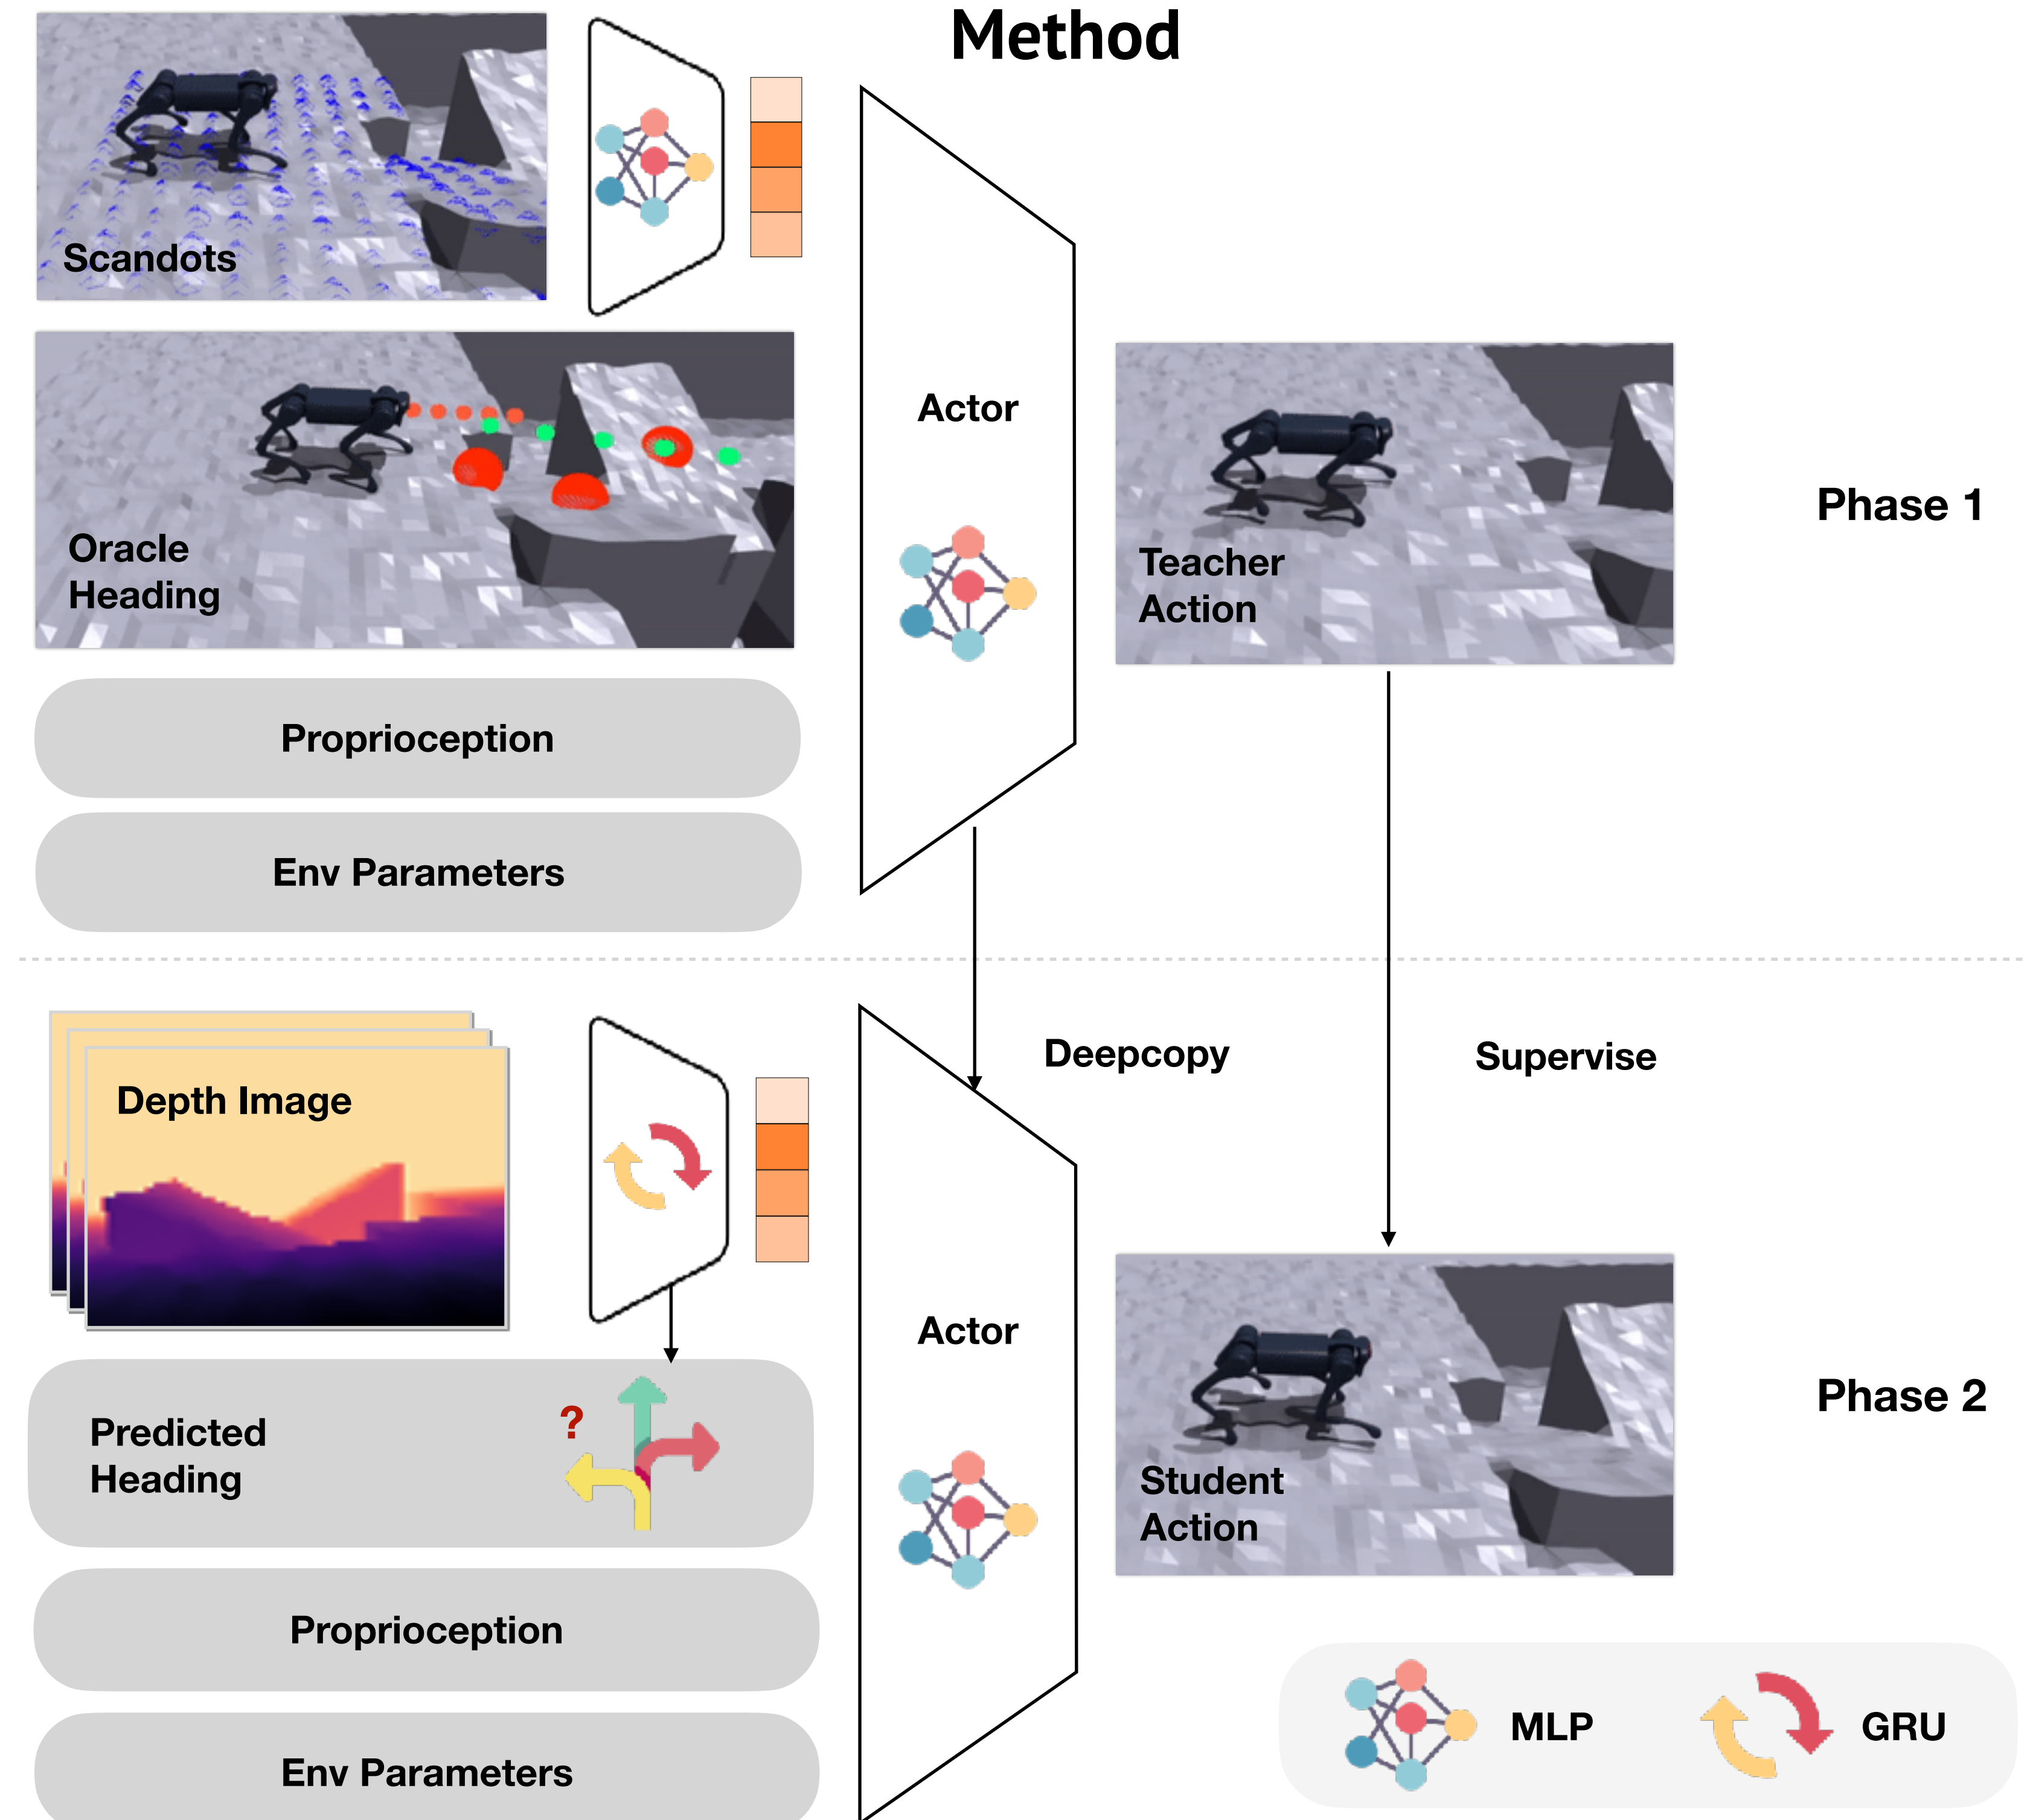 Method
Scandots
Oracle
Heading
Proprioception
Env Parameters
Actor
Teacher
Action
Phase 1
Deepcopy
Supervise
Depth Image
Predicted
Heading
?
Proprioception
Env Parameters
Actor
Student
Action
Phase 2
MLP
GRU